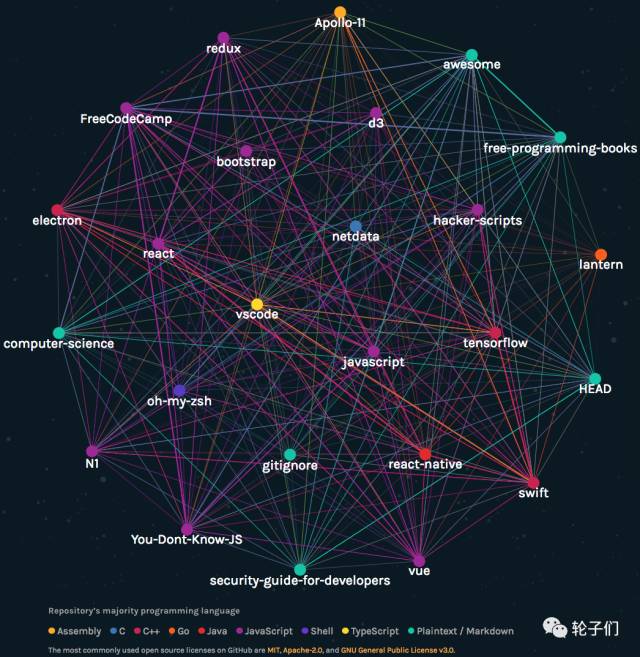 Apollo-11
redux
awesome
FreeCodeCamp
d3
free-programming-books
bootstrap
electron
hacker-scripts
netdata
react
lantern
vscode
computer-science
tensorflow
javascript
HEAD
oh-my-zsh
N1
gitignore
react-native
swift
You-Dont-Know-JS
vue
security-guide-for-developers
Repository's majority programming language
Assembly C C++ Go Java JavaScript Shell TypeScript Plaintext / Markdown
轮子们
The most commonly used open source licenses on GitHub are MIT, Apache-2.0, and GNU General Public License v3.0.